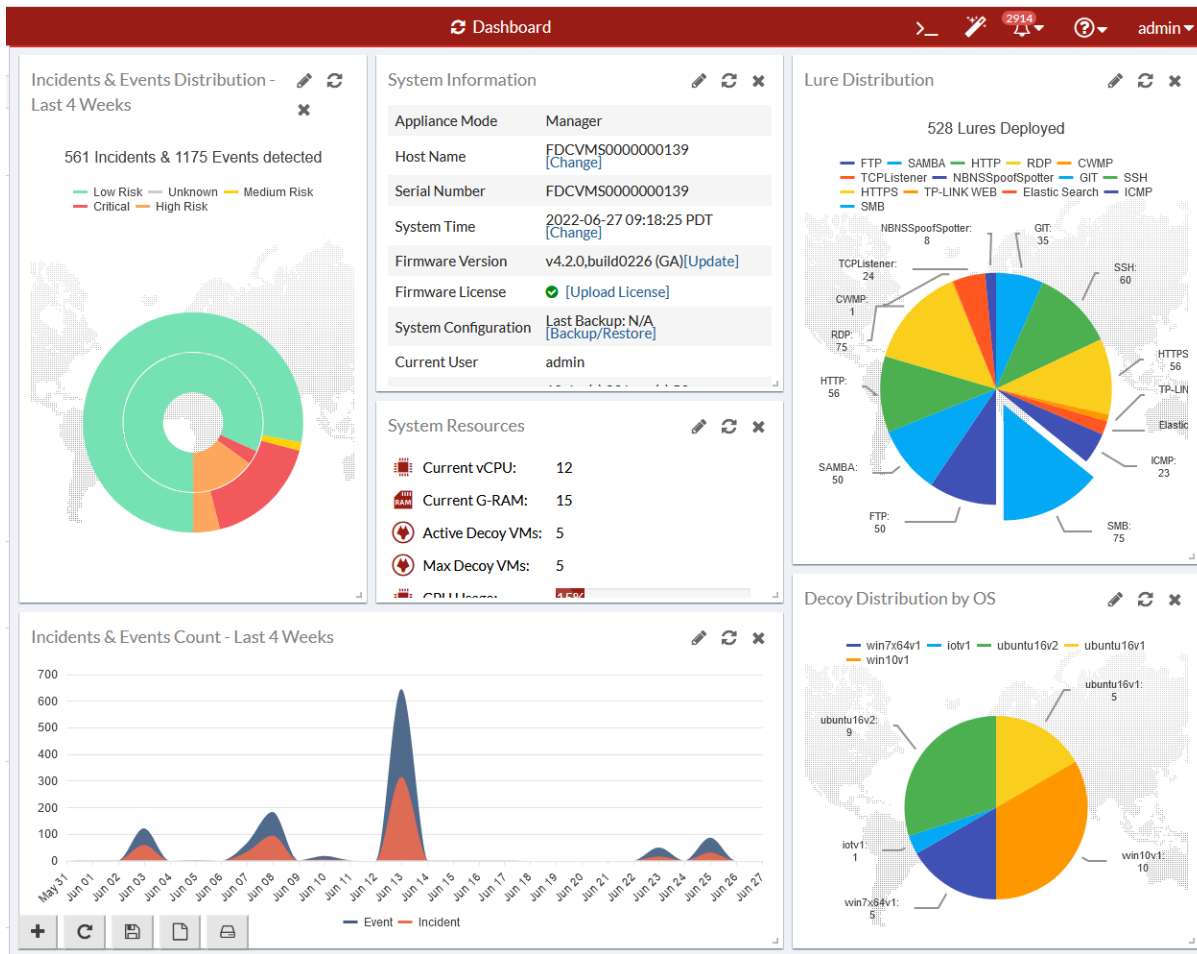 Dashboard
2914
admin
Incidents & Events Distribution -
Last 4 Weeks
561 Incidents & 1175 Events detected
Low Risk Unknown Medium Risk
Critical High Risk
System Information
Appliance Mode Manager
Host Name FDCVMS0000000139
[Change]
Serial Number FDCVMS0000000139
System Time 2022-06-27 09:18:25 PDT
[Change]
Firmware Version v4.2.0,build0226 (GA)[Update]
Firmware License [Upload License]
System Configuration Last Backup: N/A
[Backup/Restore]
Current User admin
System Resources
Current vCPU: 12
RAM
Current G-RAM: 15
Active Decoy VMs: 5
Max Decoy VMs: 5
CPU Usage: 15%
Lure Distribution
528 Lures Deployed
FTP SAMBA HTTP RDP CWMP
TCPListener NBNSSpoofSpotter GIT SSH
HTTPS TP-LINK WEB Elastic Search ICMP
SMB
NBNSSpoofSpotter:
8
GIT:
35
TCPListener:
24
SSH:
60
CWMP:
1
RDP:
75
HTTPS
56
HTTP:
56
TP-LIN
Elastic
SAMBA:
50
ICMP:
23
FTP:
50
SMB:
75
Incidents & Events Count - Last 4 Weeks
700
600
500
400
300
200
100
0
May 31 Jun 01 Jun 02 Jun 03 Jun 04 Jun 05 Jun 06 Jun 07 Jun 08 Jun 09 Jun 10 Jun 11 Jun 12 Jun 13 Jun 14 Jun 15 Jun 16 Jun 17 Jun 18 Jun 19 Jun 20 Jun 21 Jun 22 Jun 23 Jun 24 Jun 25 Jun 26 Jun 27
Event Incident
Decoy Distribution by OS
win7x64v1 iotv1 ubuntu16v2 ubuntu16v1
win10v1
ubuntu16v1:
5
ubuntu16v2:
9
iotv1:
1
win10v1:
10
win7x64v1:
5